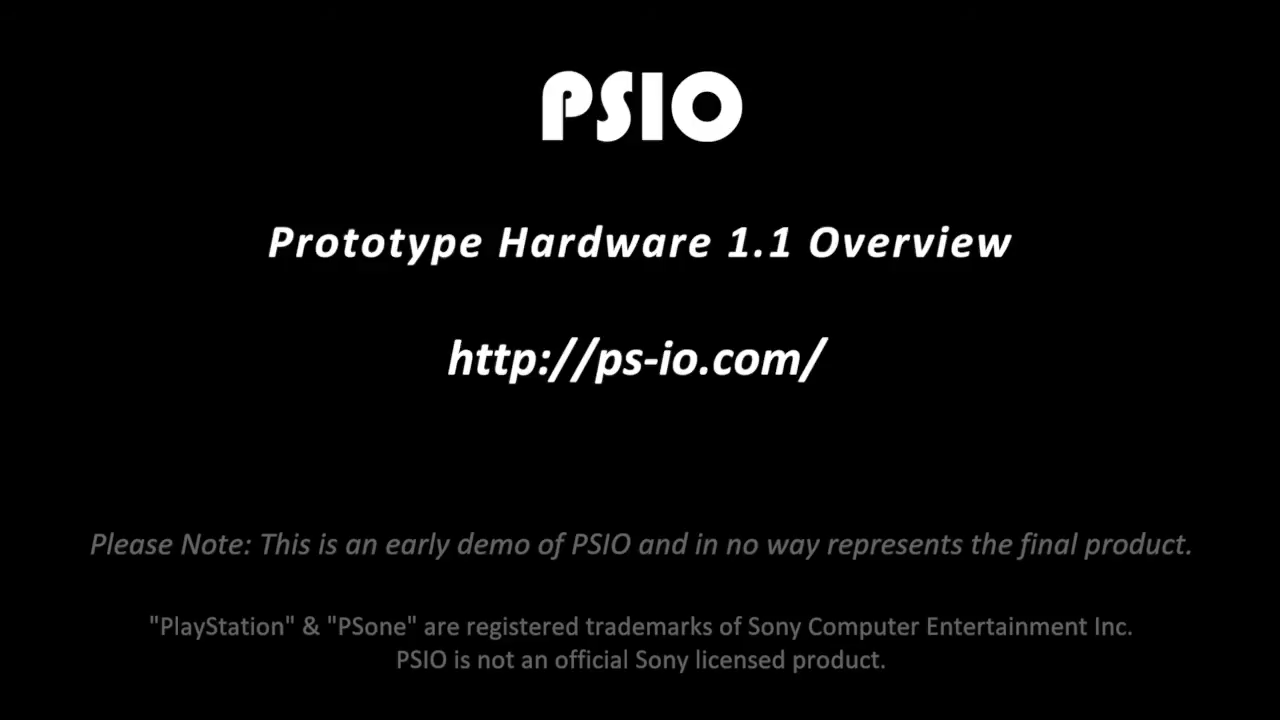 PSIO
Prototype Hardware 1.1 Overview
http://ps-io.com/
Please Note: This is an early demo of PSIO and in no way represents the final product.
"PlayStation" & "PSone" are registered trademarks of Sony Computer Entertainment Inc.
PSIO is not an official Sony licensed product.